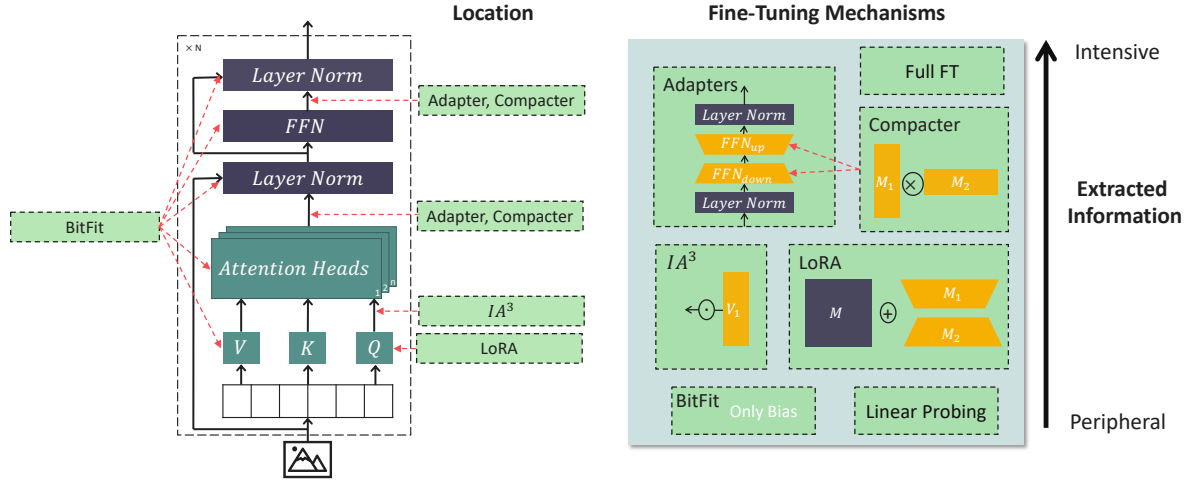 Location
Fine-Tuning Mechanisms
× N
Layer Norm
Adapter, Compacter
FFN
Layer Norm
Adapter, Compacter
BitFit
Attention Heads
1 2 n
IA³
V
K
Q
LoRA
Adapters
Layer Norm
FFN_up
FFN_down
Layer Norm
Full FT
Compacter
M₁ ⊗ M₂
IA³
V₁
LoRA
M
+
M₁
M₂
BitFit
Only Bias
Linear Probing
Intensive
Extracted
Information
Peripheral